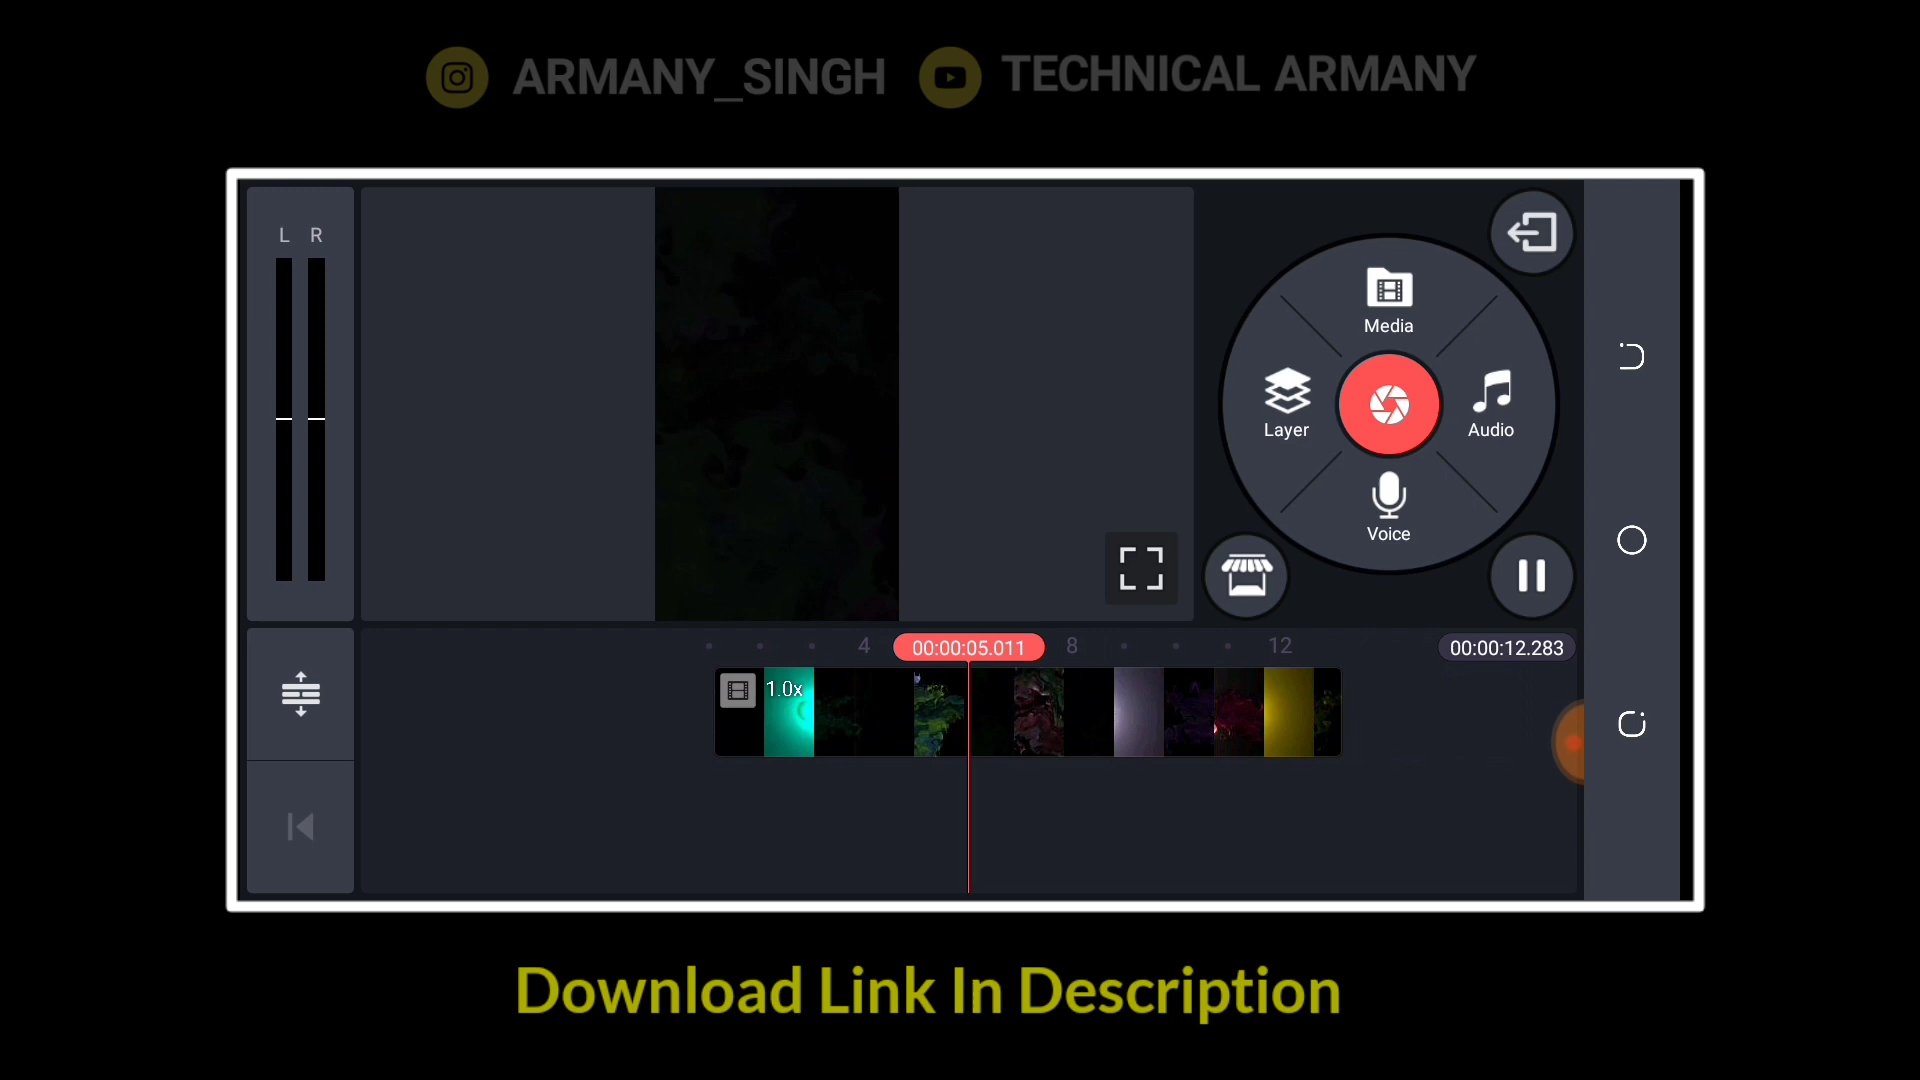 ARMANY_SINGH TECHNICAL ARMANY
L R
Media
Layer
Audio
Voice
4 00:00:05.011 8 12 00:00:12.283
1.0x
Download Link In Description